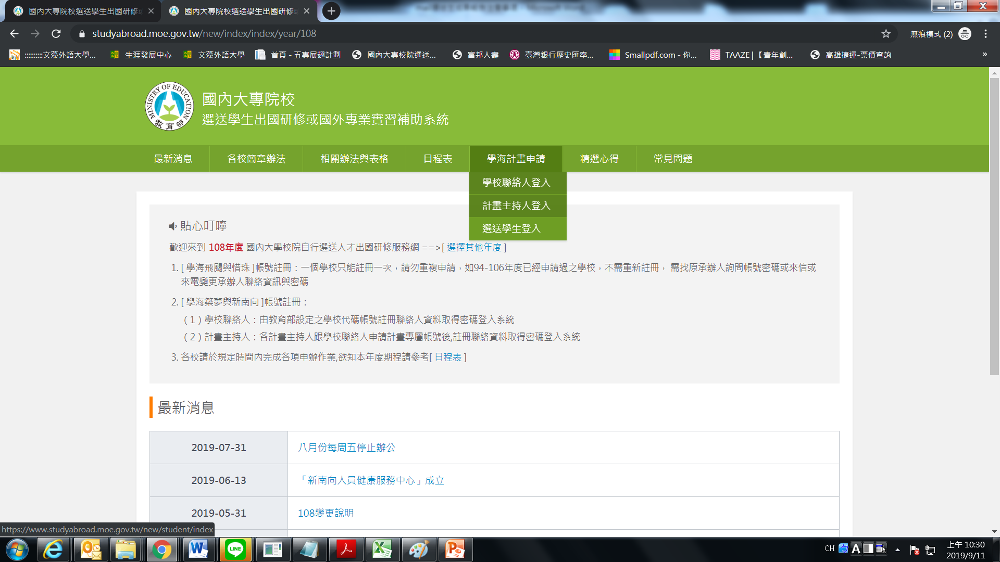 國內大專院校選送學生出國研修或
國內大專院校選送學生出國研修或
studyabroad.moe.gov.tw/new/index/index/year/108
無痕模式 (2)
::::::::::文藻外語大學...
生涯發展中心
文藻外語大學
首頁 - 五專展翅計劃
國內大專校院選送...
富邦人壽
臺灣銀行歷史匯率...
Smallpdf.com - 你...
TAAZE |【青年創...
高雄捷運-票價查詢
»
MINISTRY OF EDUCATION
教育部
國內大專院校
選送學生出國研修或國外專業實習補助系統
最新消息
各校簡章辦法
相關辦法與表格
日程表
學海計畫申請
精選心得
常見問題
學校聯絡人登入
計畫主持人登入
選送學生登入
貼心叮嚀
歡迎來到 108年度 國內大學校院自行選送人才出國研修服務網 ==>[ 選擇其他年度 ]
1. [ 學海飛颺與惜珠 ]帳號註冊：一個學校只能註冊一次，請勿重複申請，如94-106年度已經申請過之學校，不需重新註冊， 需找原承辦人詢問帳號密碼或來信或
來電變更承辦人聯絡資訊與密碼
2. [ 學海築夢與新南向 ]帳號註冊：
（1）學校聯絡人：由教育部設定之學校代碼帳號註冊聯絡人資料取得密碼登入系統
（2）計畫主持人：各計畫主持人跟學校聯絡人申請計畫專屬帳號後,註冊聯絡資料取得密碼登入系統
3. 各校請於規定時間內完成各項申辦作業,欲知本年度期程請參考[ 日程表 ]
最新消息
2019-07-31 八月份每周五停止辦公
2019-06-13 「新南向人員健康服務中心」成立
2019-05-31 108變更說明
https://www.studyabroad.moe.gov.tw/new/student/index
LINE
CH
A
上午 10:30
2019/9/11